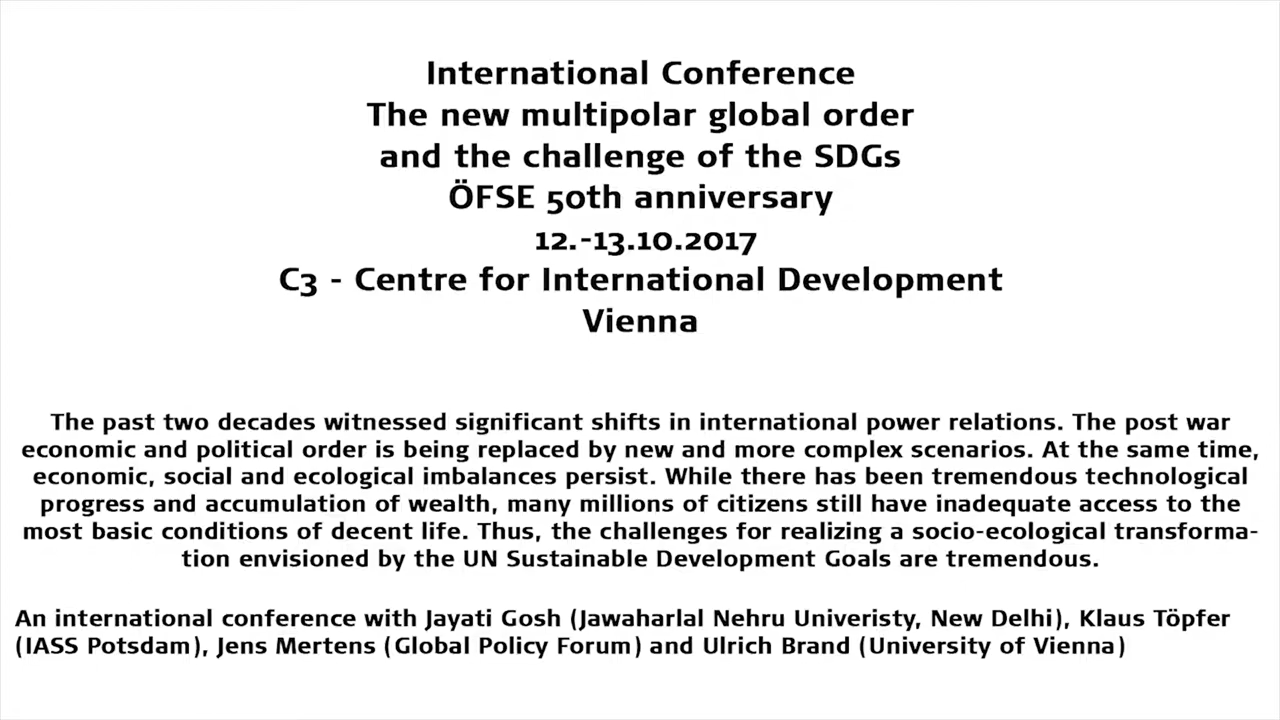 International Conference
The new multipolar global order
and the challenge of the SDGs
ÖFSE 50th anniversary
12.-13.10.2017
C3 - Centre for International Development
Vienna
The past two decades witnessed significant shifts in international power relations. The post war
economic and political order is being replaced by new and more complex scenarios. At the same time,
economic, social and ecological imbalances persist. While there has been tremendous technological
progress and accumulation of wealth, many millions of citizens still have inadequate access to the
most basic conditions of decent life. Thus, the challenges for realizing a socio-ecological transforma-
tion envisioned by the UN Sustainable Development Goals are tremendous.
An international conference with Jayati Gosh (Jawaharlal Nehru Univeristy, New Delhi), Klaus Töpfer
(IASS Potsdam), Jens Mertens (Global Policy Forum) and Ulrich Brand (University of Vienna)